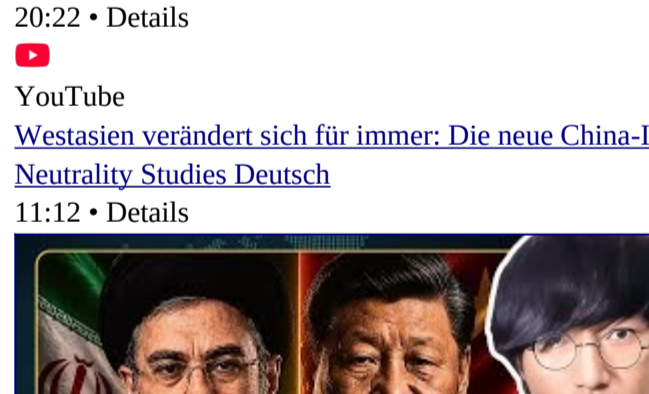 20:22 • Details
YouTube
Westasien verändert sich für immer: Die neue China-I
Neutrality Studies Deutsch
11:12 • Details